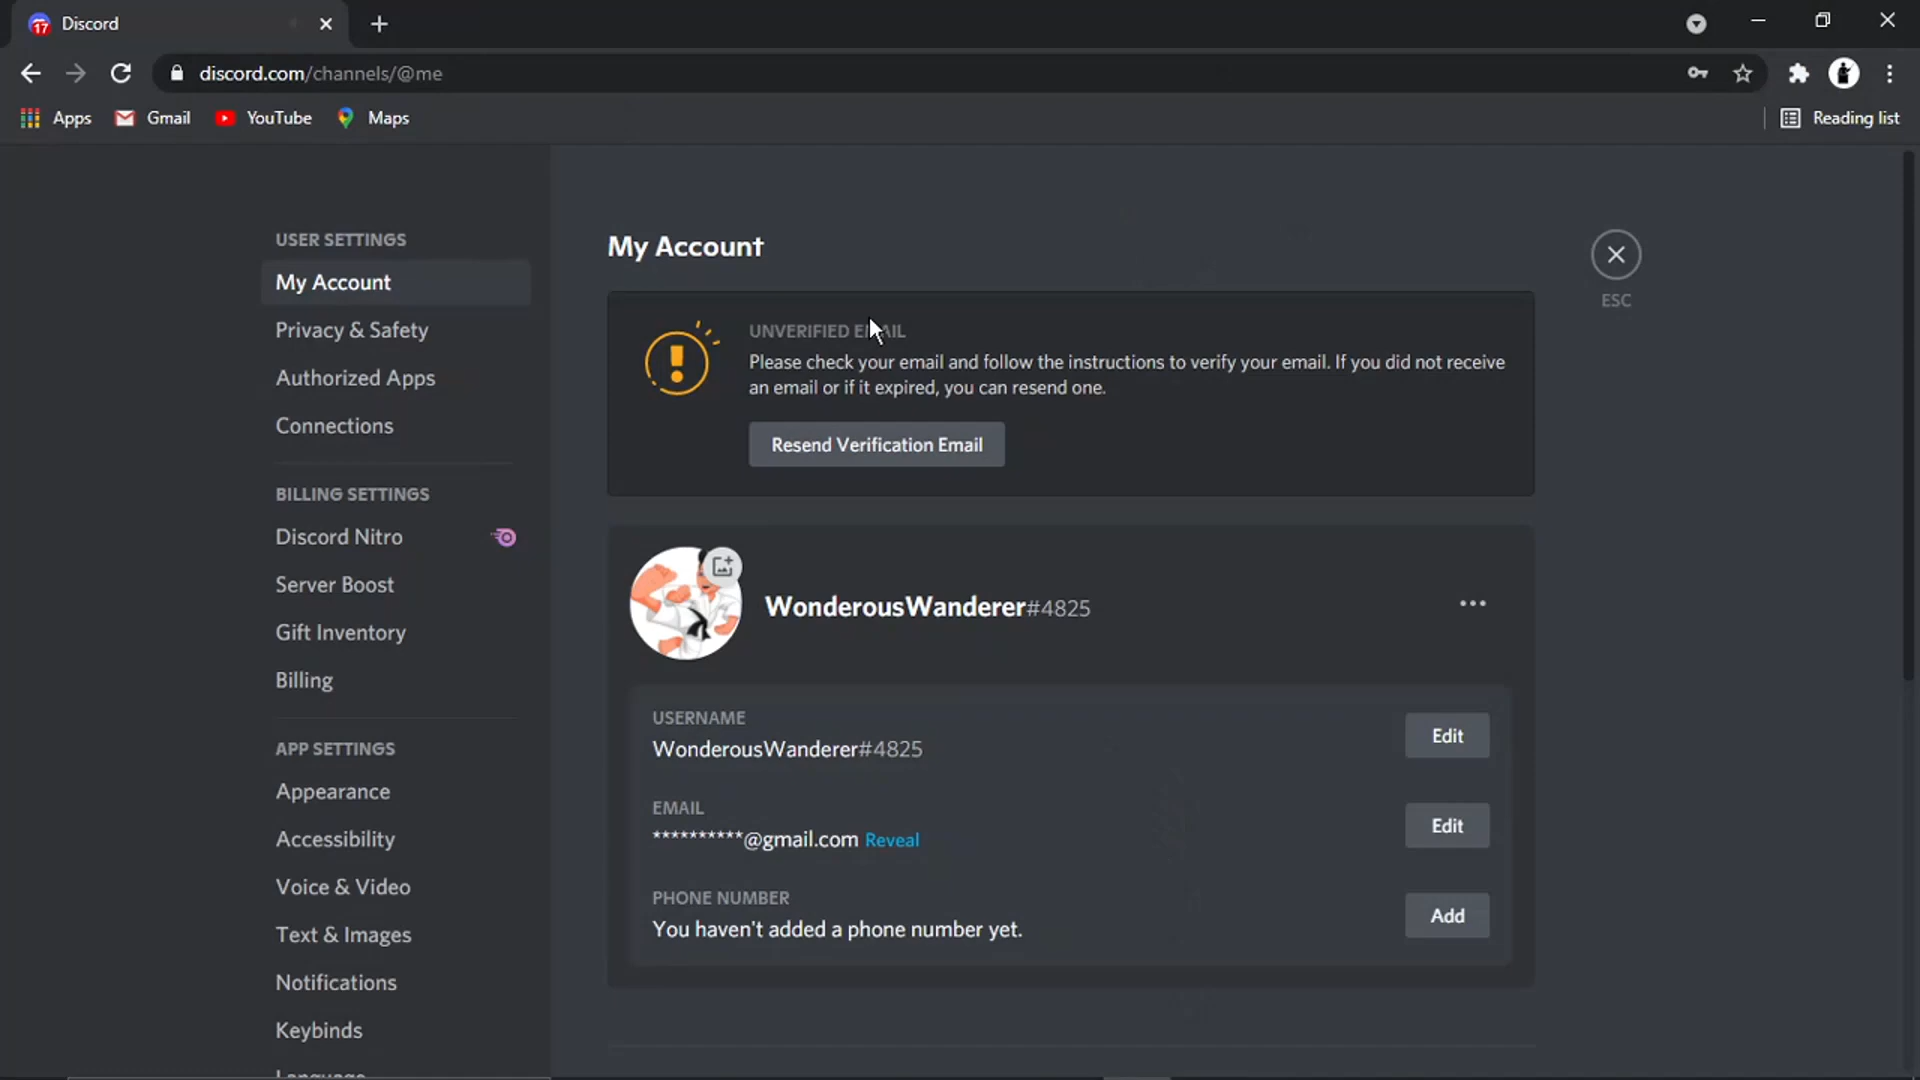 17 Discord
discord.com/channels/@me
Apps Gmail YouTube Maps Reading list
USER SETTINGS
My Account
Privacy & Safety
Authorized Apps
Connections
BILLING SETTINGS
Discord Nitro
Server Boost
Gift Inventory
Billing
APP SETTINGS
Appearance
Accessibility
Voice & Video
Text & Images
Notifications
Keybinds
Language
My Account
ESC
UNVERIFIED EMAIL
Please check your email and follow the instructions to verify your email. If you did not receive
an email or if it expired, you can resend one.
Resend Verification Email
WonderousWanderer#4825
USERNAME
WonderousWanderer#4825
Edit
EMAIL
**********@gmail.com Reveal
Edit
PHONE NUMBER
You haven't added a phone number yet.
Add